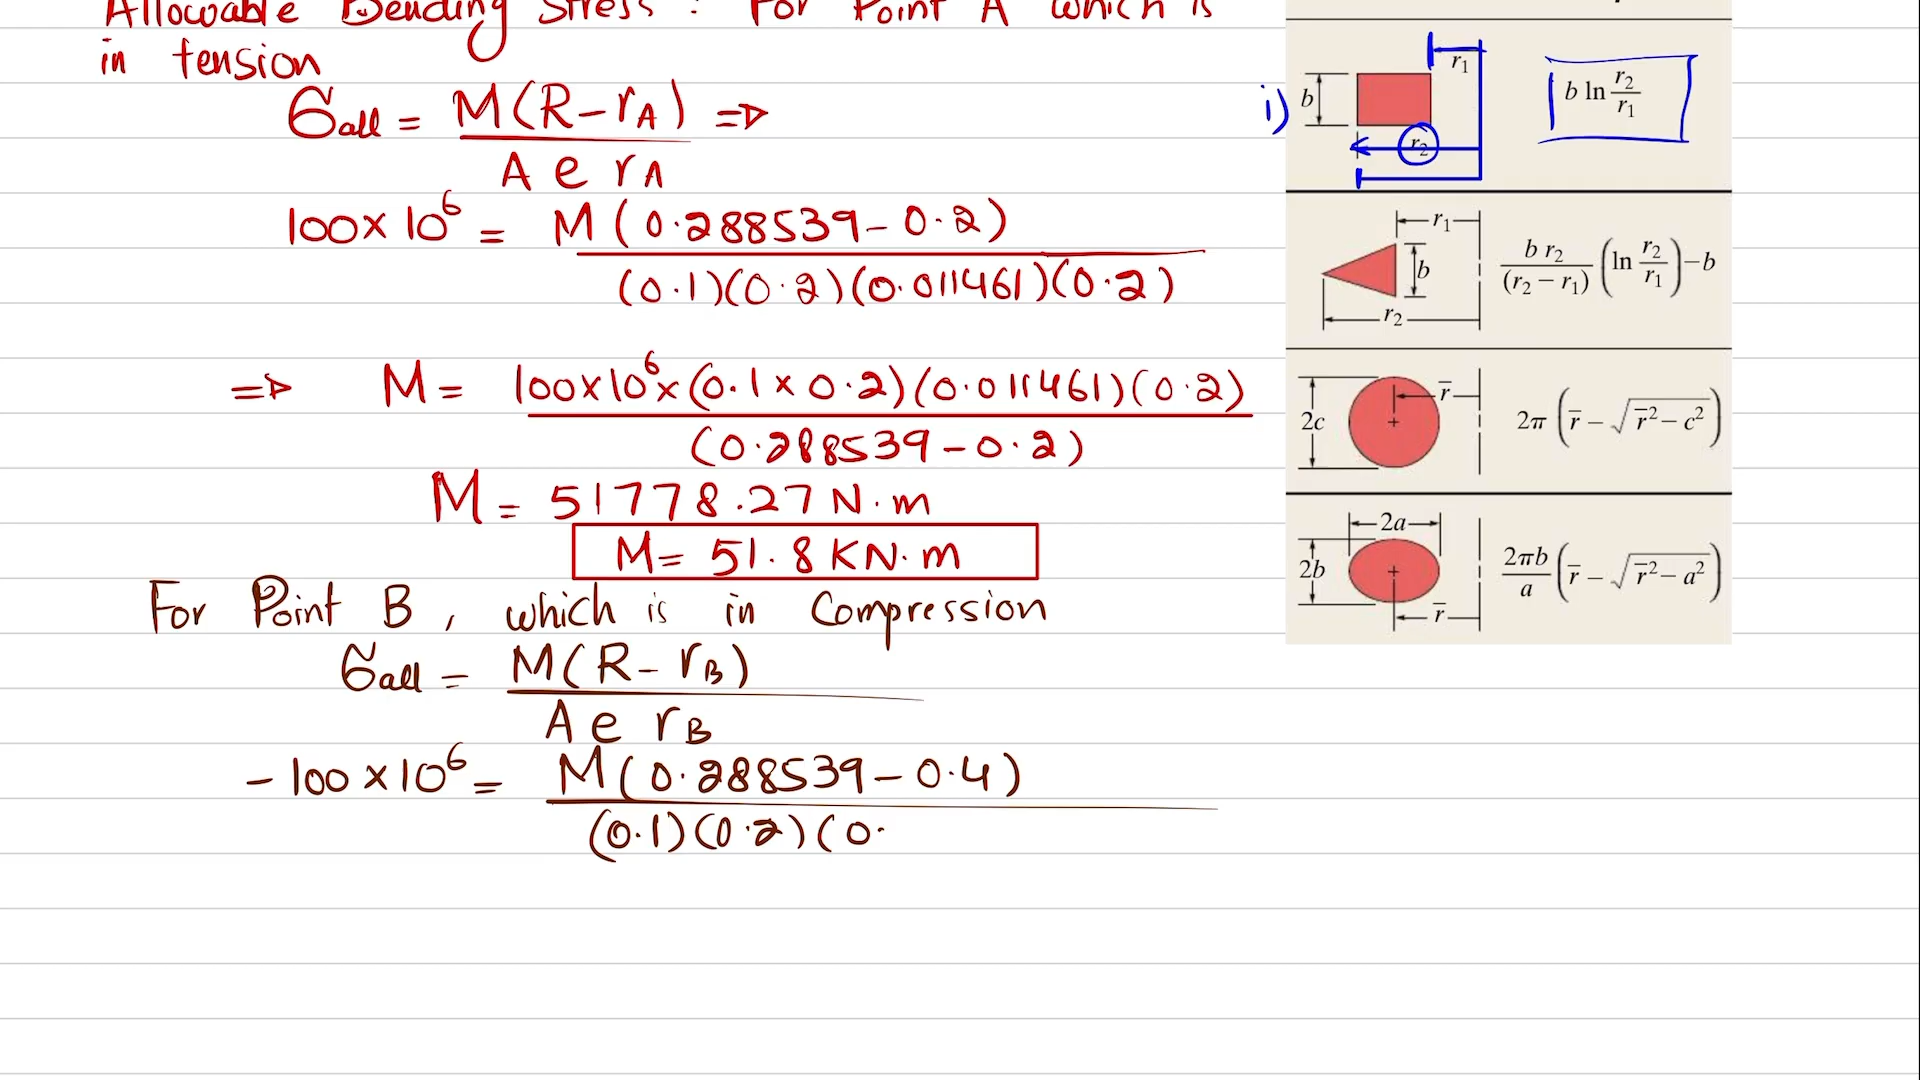 Allowable Bending Stress : For Point A which is
in tension
σall = M(R-rA) =>
A e rA
100x10^6 = M(0.288539-0.2)
(0.1)(0.2)(0.011461)(0.2)
=> M= 100x10^6x(0.1x0.2)(0.011461)(0.2)
(0.288539-0.2)
M= 51778.27 N.m
M= 51.8 KN.m
For Point B, which is in Compression
σall = M(R-rB)
A e rB
-100x10^6 = M(0.288539-0.4)
(0.1)(0.2)(0.
i) b r1 r2 b ln r2/r1
r1 b r2 b r2/(r2 – r1) (ln r2/r1) – b
2c r̄ 2π (r̄ – √r̄² – c²)
2a 2b r̄ 2πb/a (r̄ – √r̄² – a²)